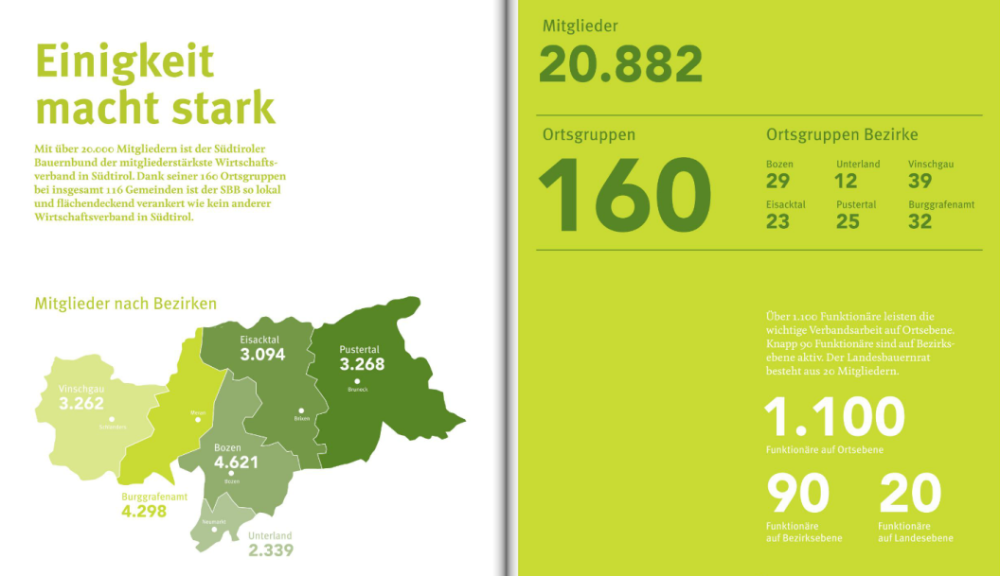 Einigkeit
macht stark
Mit über 20.000 Mitgliedern ist der Südtiroler
Bauernbund der mitgliederstärkste Wirtschafts-
verband in Südtirol. Dank seiner 160 Ortsgruppen
bei insgesamt 116 Gemeinden ist der SBB so lokal
und flächendeckend verankert wie kein anderer
Wirtschaftsverband in Südtirol.
Mitglieder nach Bezirken
Vinschgau
3.262
Schlanders
Burggrafenamt
4.298
Meran
Eisacktal
3.094
Brixen
Pustertal
3.268
Bruneck
Bozen
4.621
Bozen
Neumarkt
Unterland
2.339
Mitglieder
20.882
Ortsgruppen
160
Ortsgruppen Bezirke
Bozen
29
Unterland
12
Vinschgau
39
Eisacktal
23
Pustertal
25
Burggrafenamt
32
Über 1.100 Funktionäre leisten die
wichtige Verbandsarbeit auf Ortsebene.
Knapp 90 Funktionäre sind auf Bezirks-
ebene aktiv. Der Landesbauernrat
besteht aus 20 Mitgliedern.
1.100
Funktionäre auf Ortsebene
90
Funktionäre
auf Bezirksebene
20
Funktionäre
auf Landesebene